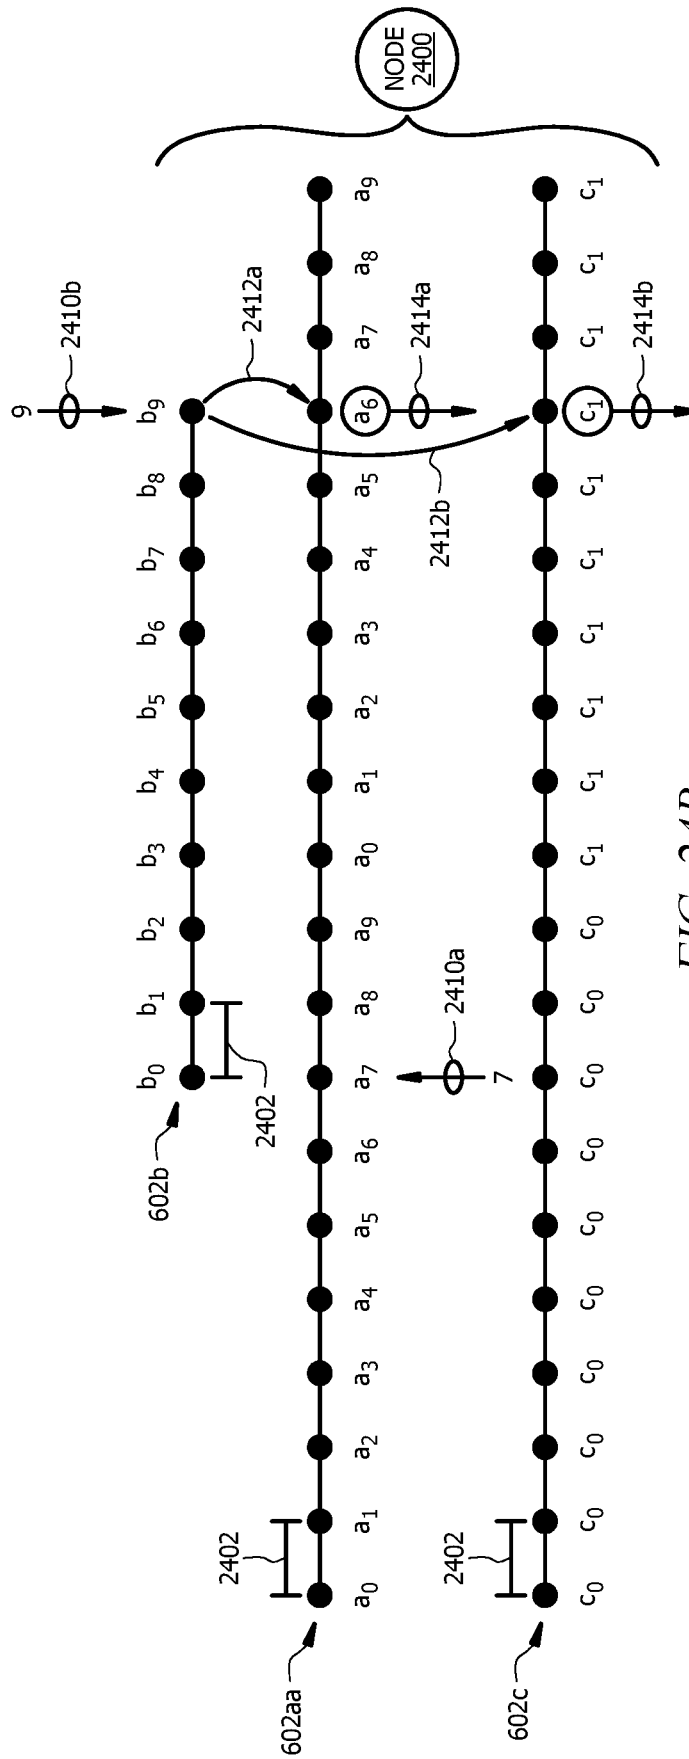 9
2410b
b0 b1 b2 b3 b4 b5 b6 b7 b8 b9
602b
2402
2402
2412a
602aa
a0 a1 a2 a3 a4 a5 a6 a7 a8 a9 a0 a1 a2 a3 a4 a5 a6 a7 a8 a9
NODE
2400
2414a
2412b
2410a
2402
7
602c
c0 c0 c0 c0 c0 c0 c0 c0 c0 c0 c1 c1 c1 c1 c1 c1 c1 c1 c1 c1
2414b
FIG. 24B